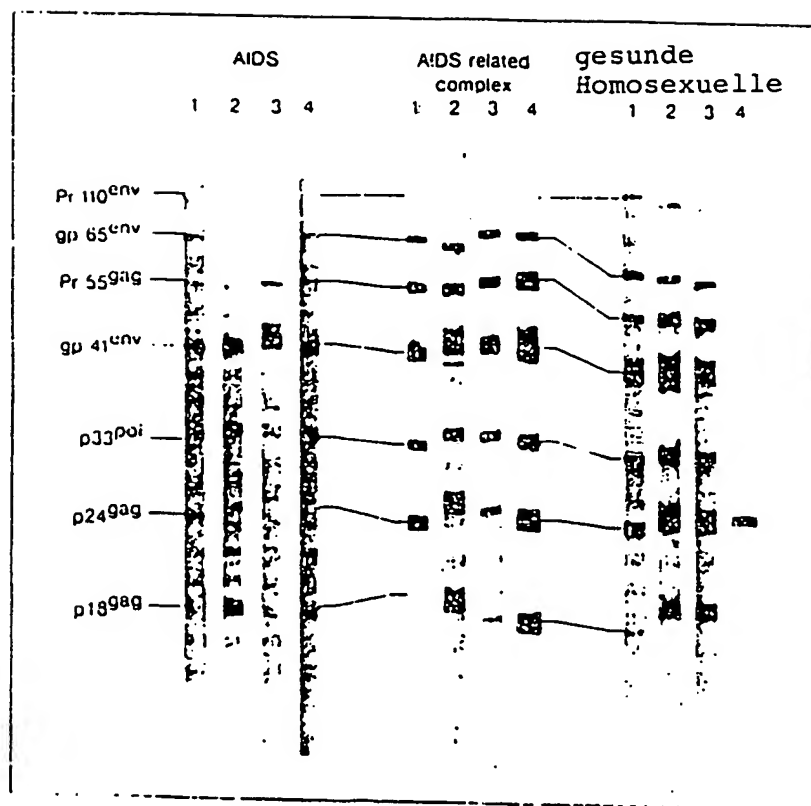 AIDS
AIDS related
complex
gesunde
Homosexuelle
1 2 3 4
1 2 3 4
1 2 3 4
Pr 110env
gp 65env
Pr 55gag
gp 41env
p33pol
p24gag
p18gag